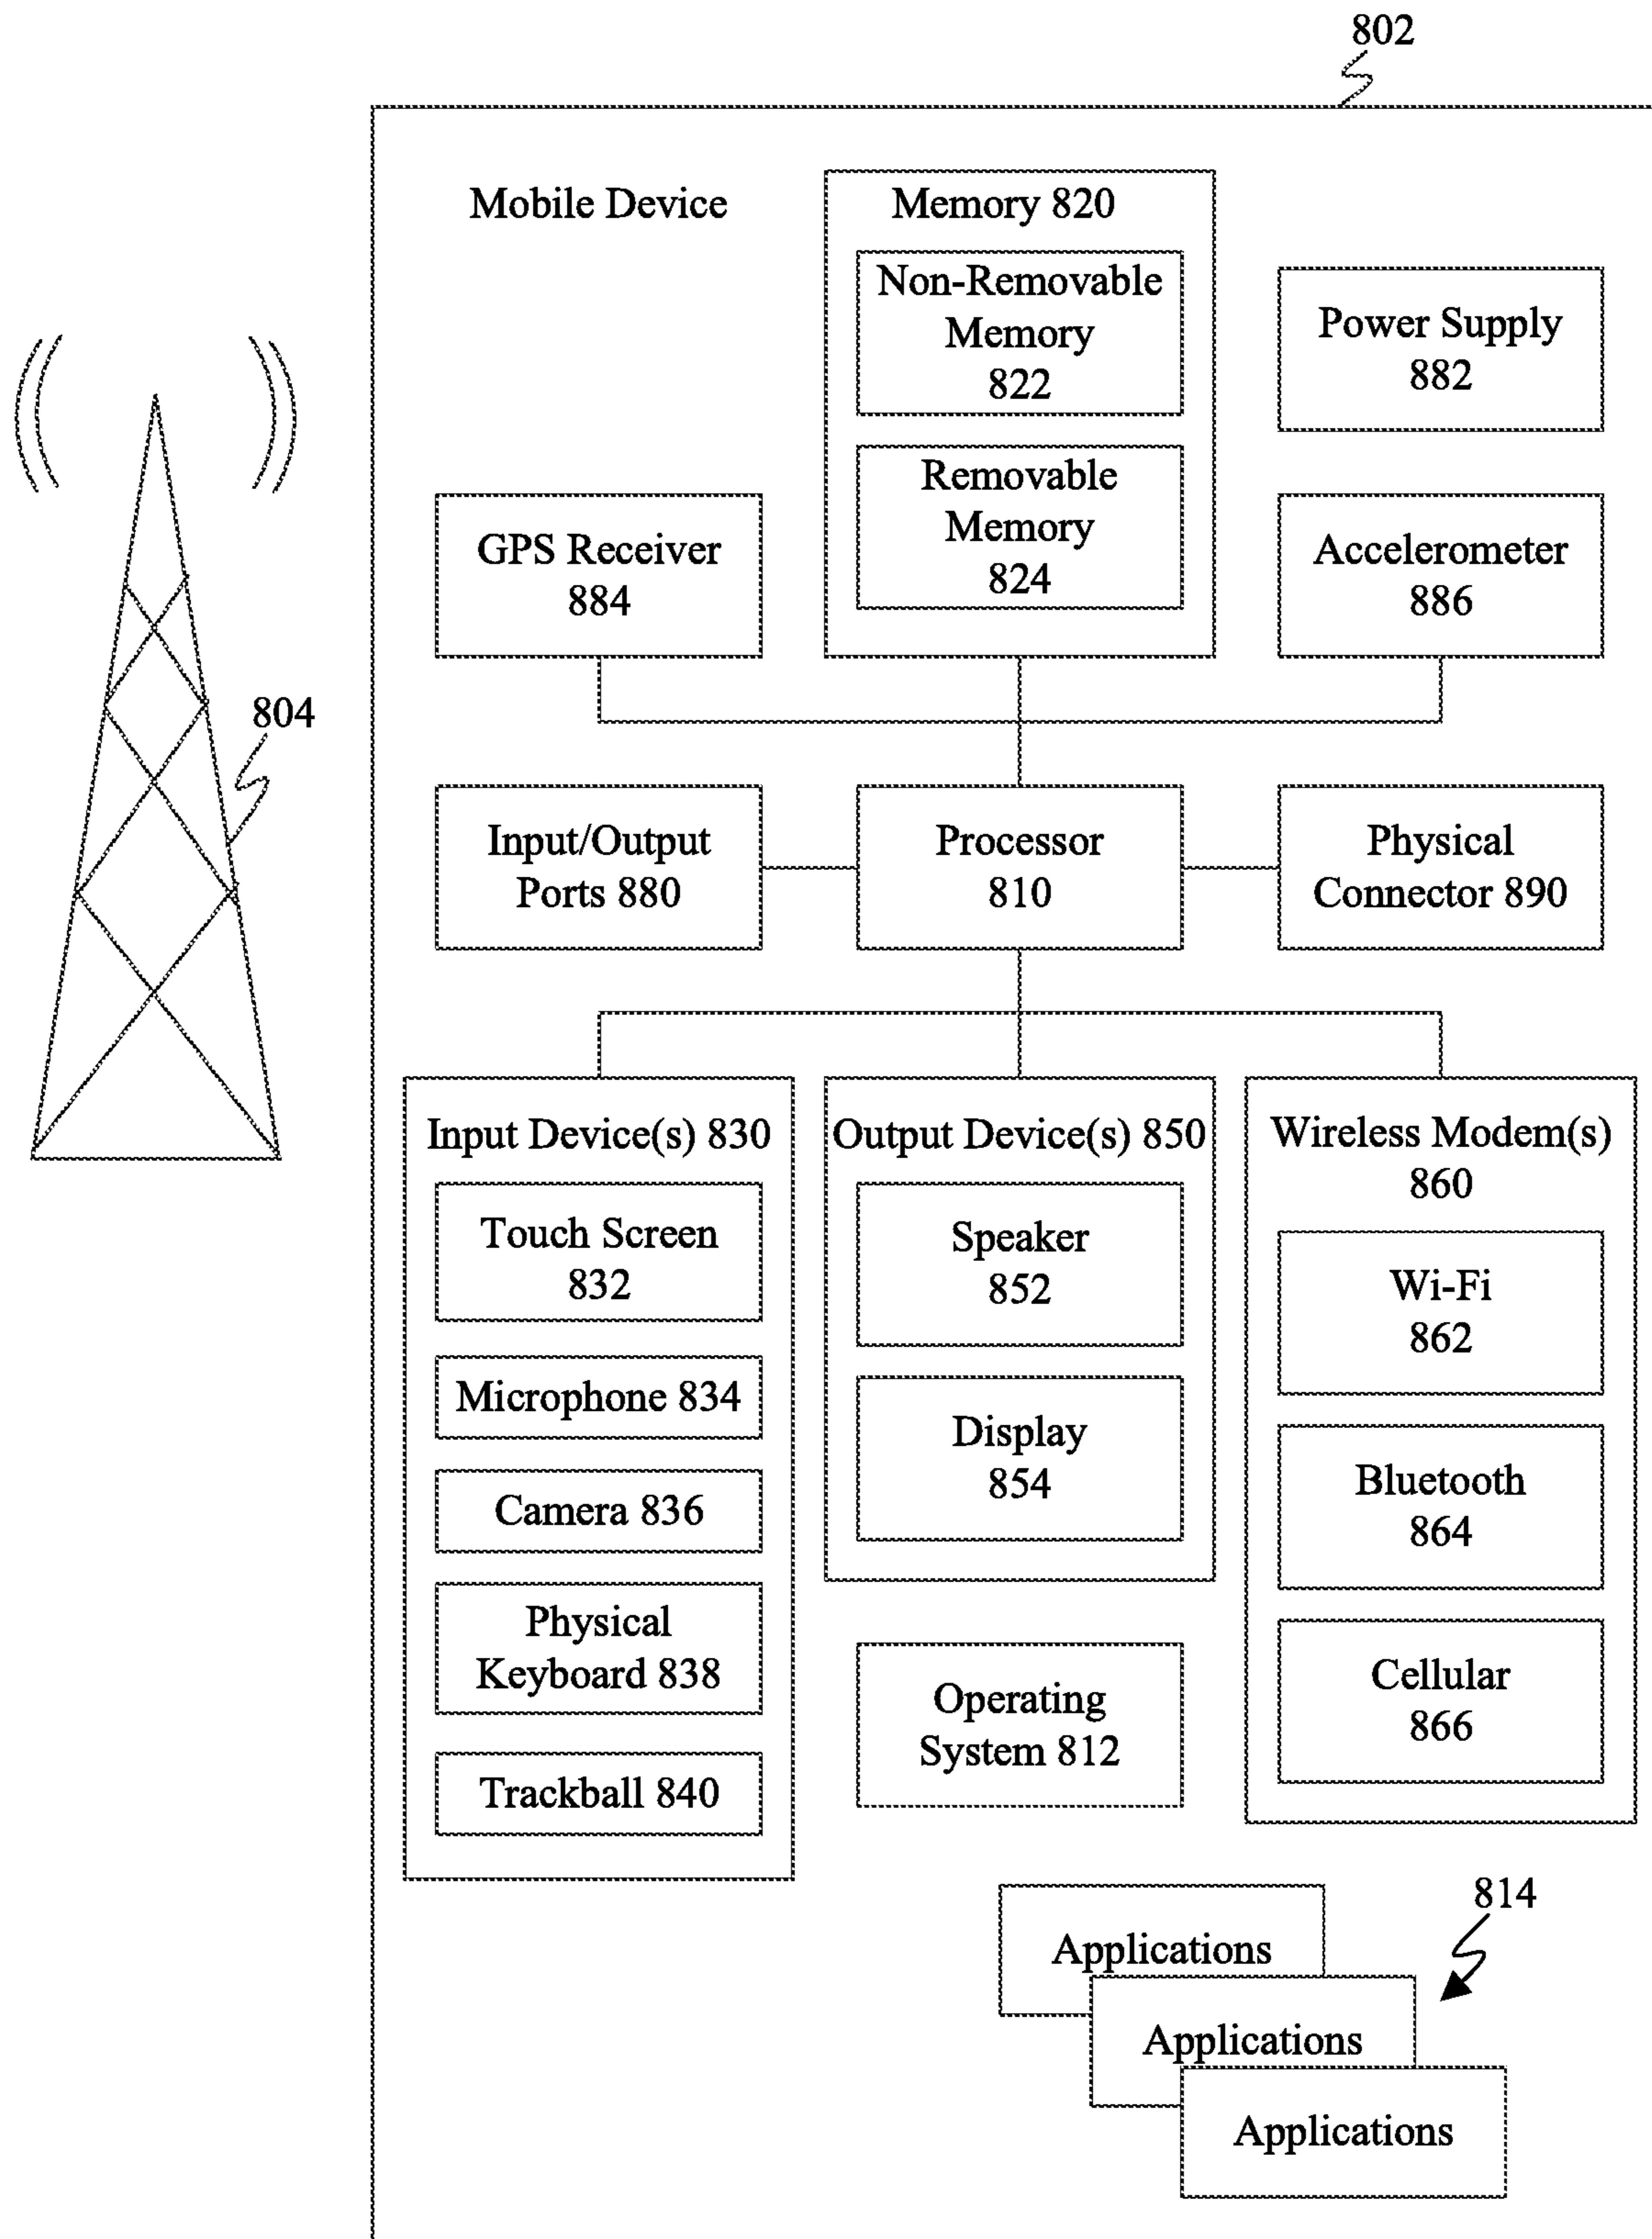 802
Mobile Device
Memory 820
Non-Removable
Memory
822
Removable
Memory
824
Power Supply
882
GPS Receiver
884
Accelerometer
886
804
Input/Output
Ports 880
Processor
810
Physical
Connector 890
Input Device(s) 830
Touch Screen
832
Microphone 834
Camera 836
Physical
Keyboard 838
Trackball 840
Output Device(s) 850
Speaker
852
Display
854
Operating
System 812
Wireless Modem(s)
860
Wi-Fi
862
Bluetooth
864
Cellular
866
814
Applications
Applications
Applications